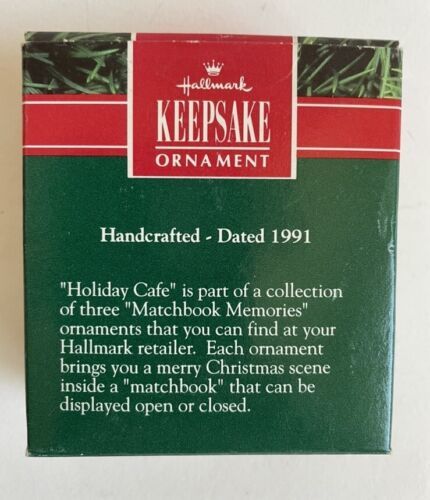 Hallmark
KEEPSAKE
ORNAMENT
Handcrafted - Dated 1991
"Holiday Cafe" is part of a collection
of three "Matchbook Memories"
ornaments that you can find at your
Hallmark retailer. Each ornament
brings you a merry Christmas scene
inside a "matchbook" that can be
displayed open or closed.